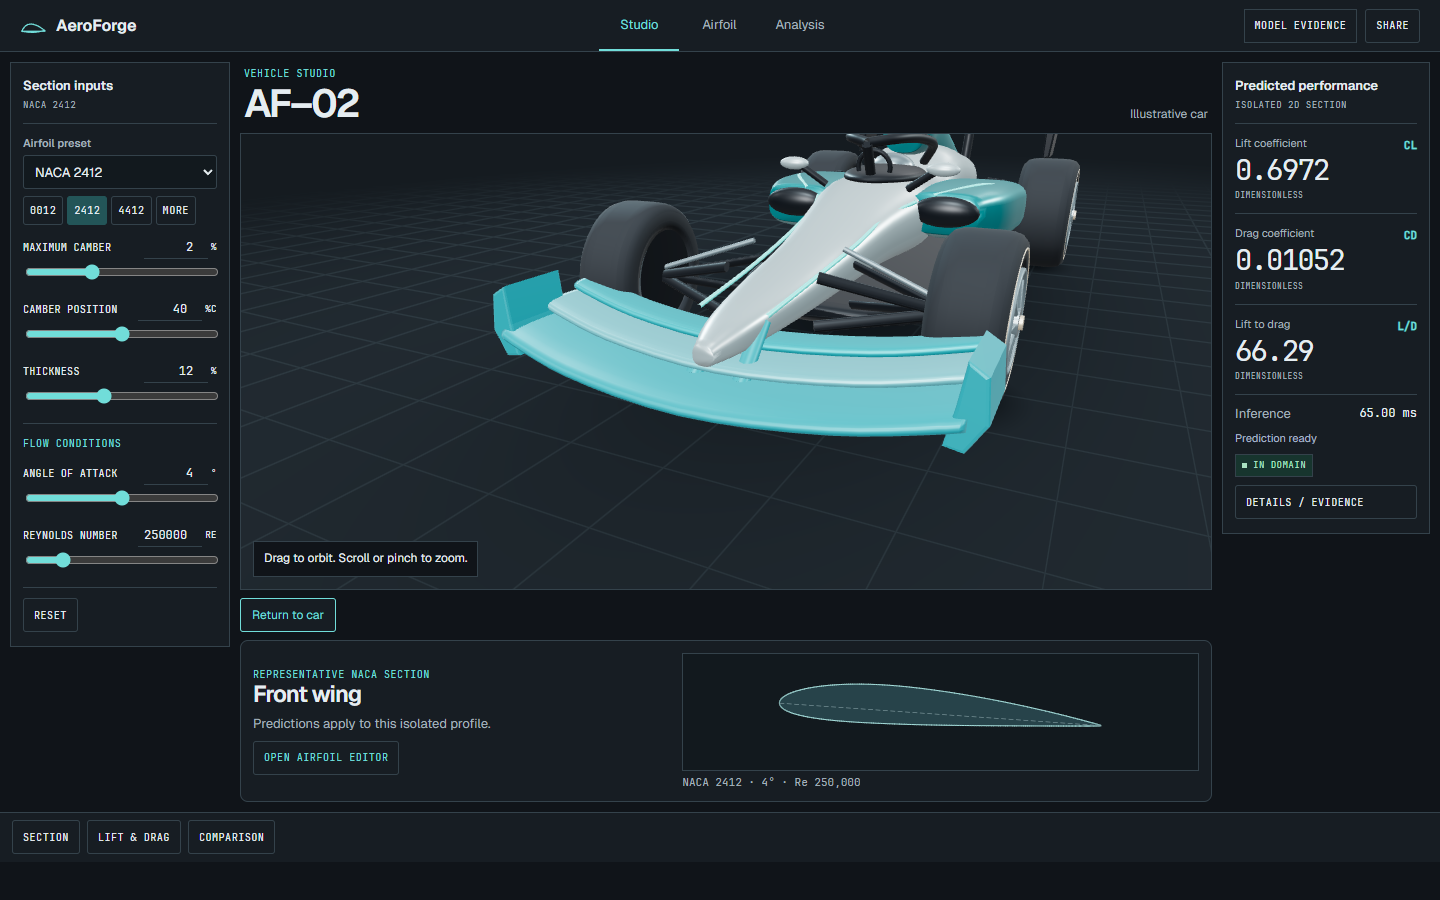 AeroForge
Studio
Airfoil
Analysis
MODEL EVIDENCE
SHARE
Section inputs
NACA 2412
Airfoil preset
NACA 2412
0012
2412
4412
MORE
MAXIMUM CAMBER 2 %
CAMBER POSITION 40 %C
THICKNESS 12 %
FLOW CONDITIONS
ANGLE OF ATTACK 4 °
REYNOLDS NUMBER 250000 RE
RESET
VEHICLE STUDIO
AF—02
Illustrative car
Drag to orbit. Scroll or pinch to zoom.
Return to car
REPRESENTATIVE NACA SECTION
Front wing
Predictions apply to this isolated profile.
OPEN AIRFOIL EDITOR
NACA 2412 · 4° · Re 250,000
Predicted performance
ISOLATED 2D SECTION
Lift coefficient CL
0.6972
DIMENSIONLESS
Drag coefficient CD
0.01052
DIMENSIONLESS
Lift to drag L/D
66.29
DIMENSIONLESS
Inference 65.00 ms
Prediction ready
IN DOMAIN
DETAILS / EVIDENCE
SECTION
LIFT & DRAG
COMPARISON